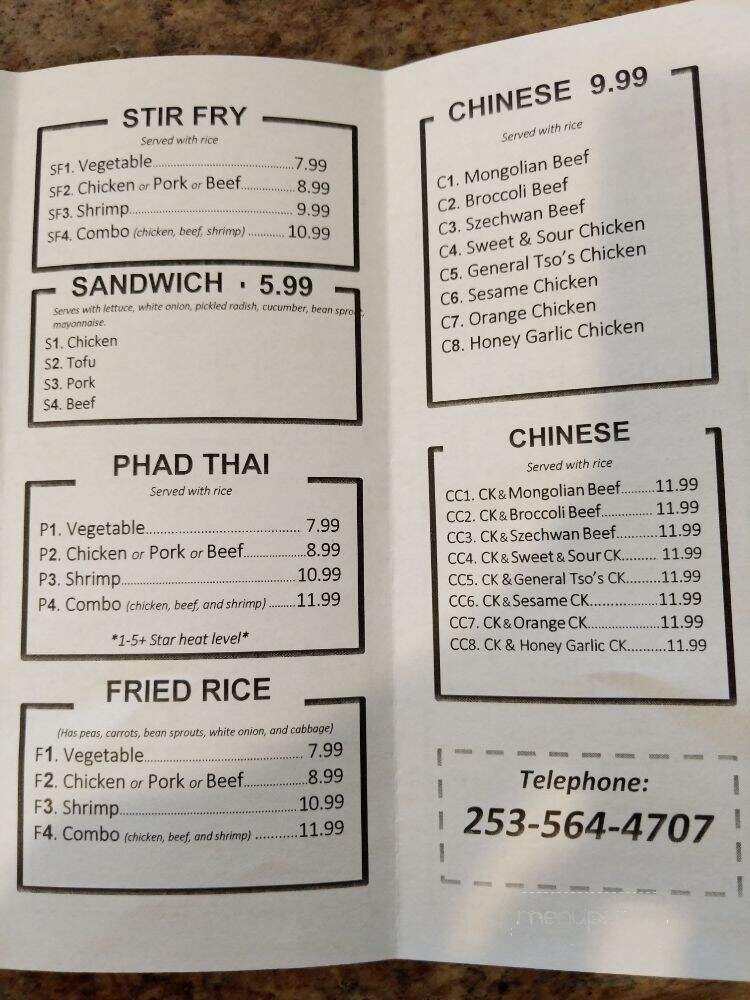 STIR FRY
Served with rice
SF1. Vegetable.................................7.99
SF2. Chicken or Pork or Beef.............8.99
SF3. Shrimp....................................... 9.99
SF4. Combo (chicken, beef, shrimp) ........... 10.99
SANDWICH · 5.99
Serves with lettuce, white onion, pickled radish, cucumber, bean sprout,
mayonnaise.
S1. Chicken
S2. Tofu
S3. Pork
S4. Beef
PHAD THAI
Served with rice
P1. Vegetable..................................... 7.99
P2. Chicken or Pork or Beef..............8.99
P3. Shrimp..........................................10.99
P4. Combo (chicken, beef, and shrimp) ........11.99
*1-5+ Star heat level*
FRIED RICE
(Has peas, carrots, bean sprouts, white onion, and cabbage)
F1. Vegetable..................................... 7.99
F2. Chicken or Pork or Beef...............8.99
F3. Shrimp..........................................10.99
F4. Combo (chicken, beef, and shrimp) ...........11.99
CHINESE 9.99
Served with rice
C1. Mongolian Beef
C2. Broccoli Beef
C3. Szechwan Beef
C4. Sweet & Sour Chicken
C5. General Tso's Chicken
C6. Sesame Chicken
C7. Orange Chicken
C8. Honey Garlic Chicken
CHINESE
Served with rice
CC1. CK & Mongolian Beef.........11.99
CC2. CK & Broccoli Beef.............. 11.99
CC3. CK & Szechwan Beef...........11.99
CC4. CK & Sweet & Sour CK......... 11.99
CC5. CK & General Tso's CK.........11.99
CC6. CK & Sesame CK..................11.99
CC7. CK & Orange CK...................11.99
CC8. CK & Honey Garlic CK..........11.99
Telephone:
253-564-4707